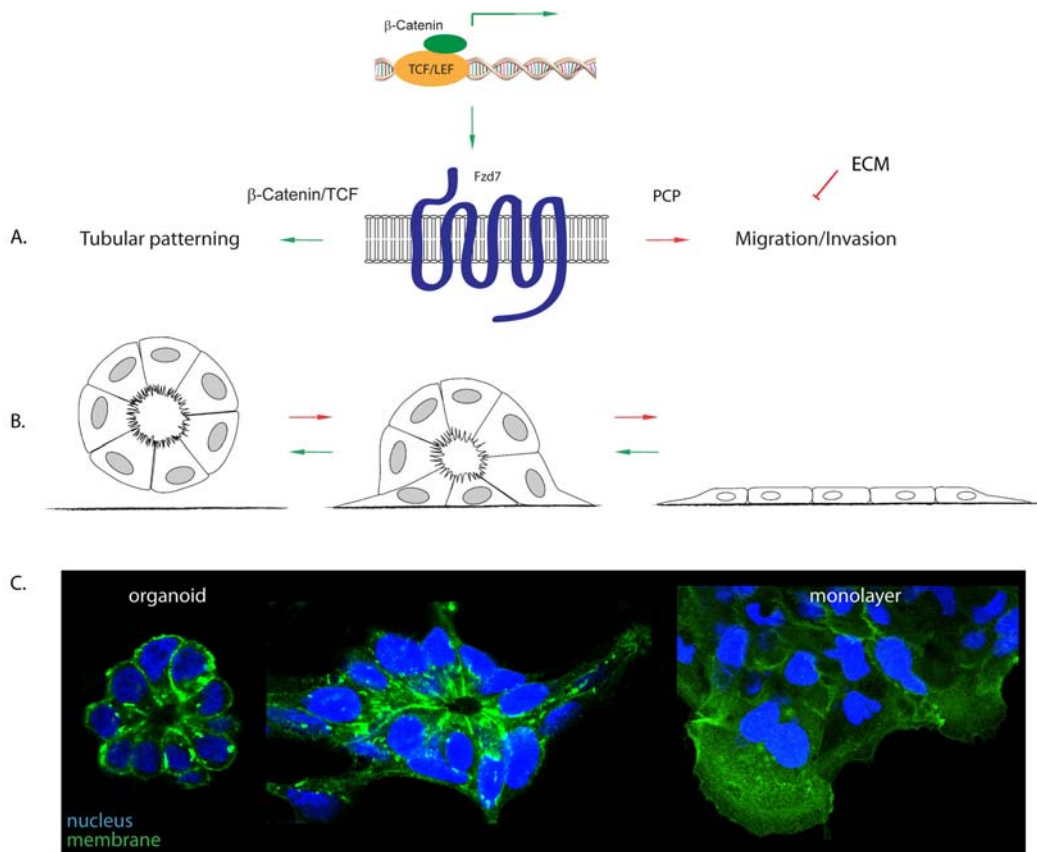 β-Catenin
TCF/LEF
Fzd7
β-Catenin/TCF
PCP
ECM
A.
Tubular patterning
Migration/Invasion
B.
C.
organoid
monolayer
nucleus
membrane